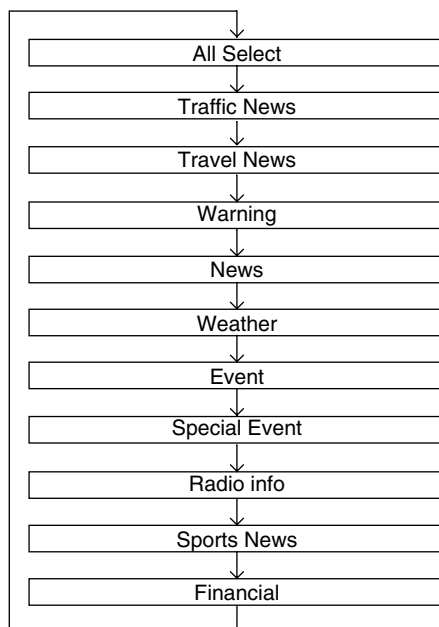 All Select
Traffic News
Travel News
Warning
News
Weather
Event
Special Event
Radio info
Sports News
Financial